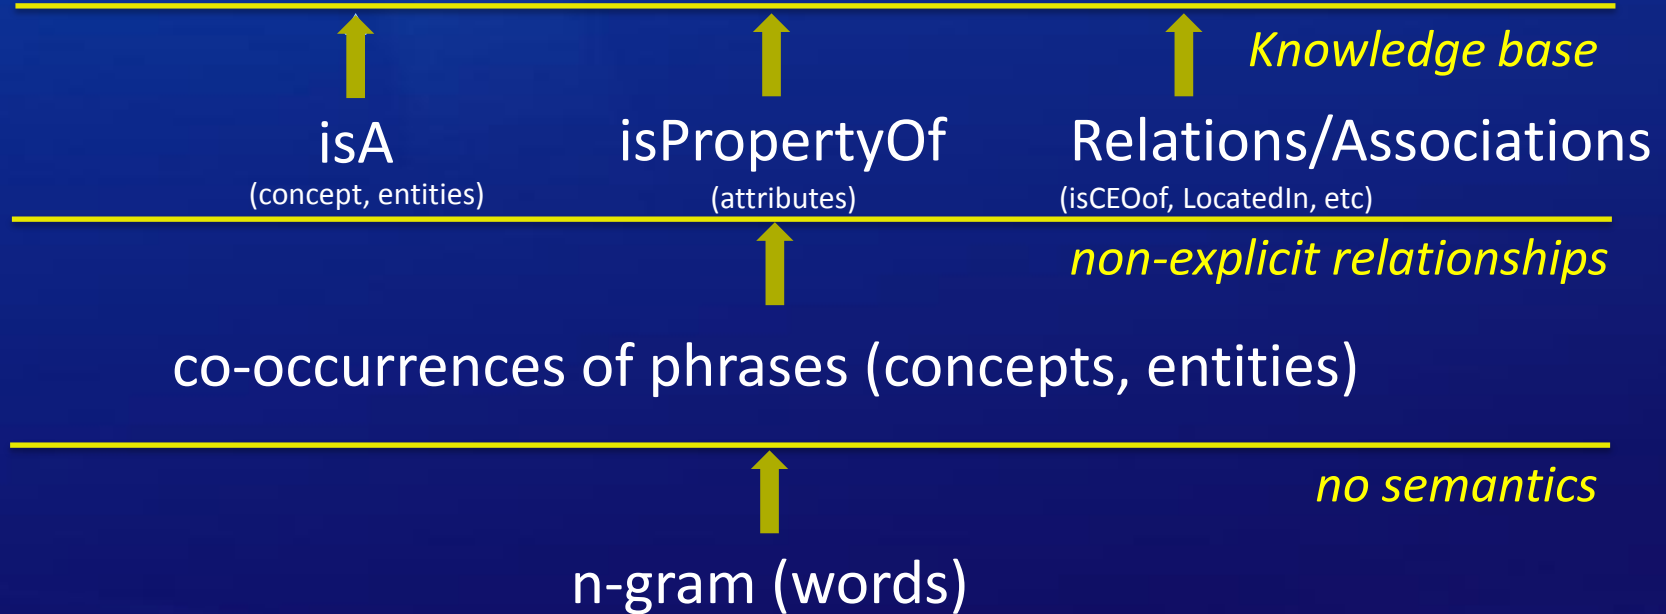 Knowledge base
isA isPropertyOf Relations/Associations
(concept, entities) (attributes) (isCEOof, LocatedIn, etc)
non-explicit relationships
co-occurrences of phrases (concepts, entities)
no semantics
n-gram (words)